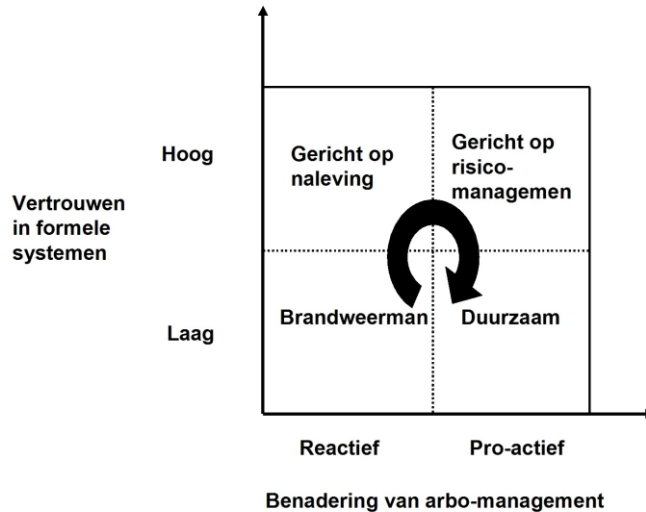 Hoog
Gericht op
naleving
Gericht op
risico-
managemen
Vertrouwen
in formele
systemen
Brandweerman
Duurzaam
Laag
Reactief
Pro-actief
Benadering van arbo-management